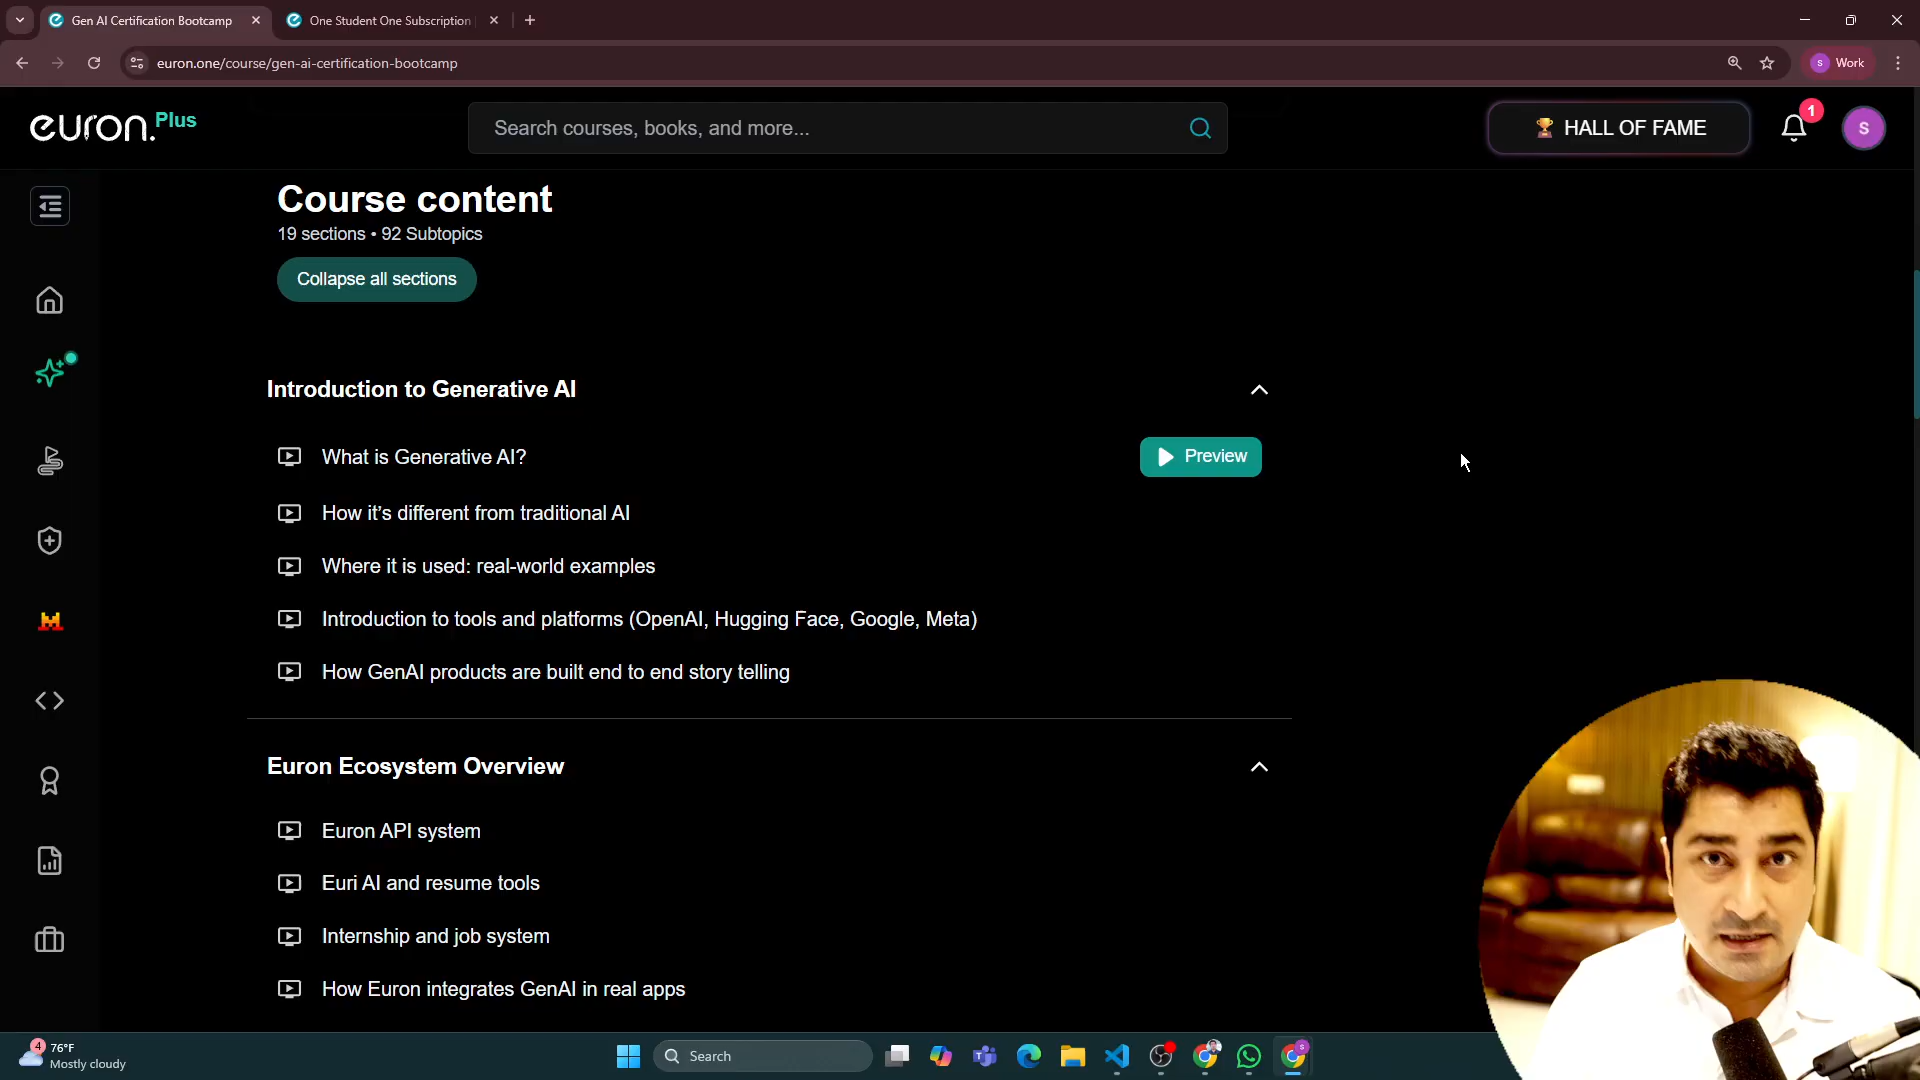 Gen AI Certification Bootcamp
One Student One Subscription
euron.one/course/gen-ai-certification-bootcamp
S
Work
euron.Plus
Search courses, books, and more...
HALL OF FAME
1
S
Course content
19 sections • 92 Subtopics
Collapse all sections
Introduction to Generative AI
What is Generative AI?
Preview
How it’s different from traditional AI
Where it is used: real-world examples
Introduction to tools and platforms (OpenAI, Hugging Face, Google, Meta)
How GenAI products are built end to end story telling
Euron Ecosystem Overview
Euron API system
Euri AI and resume tools
Internship and job system
How Euron integrates GenAI in real apps
4
76°F
Mostly cloudy
Search